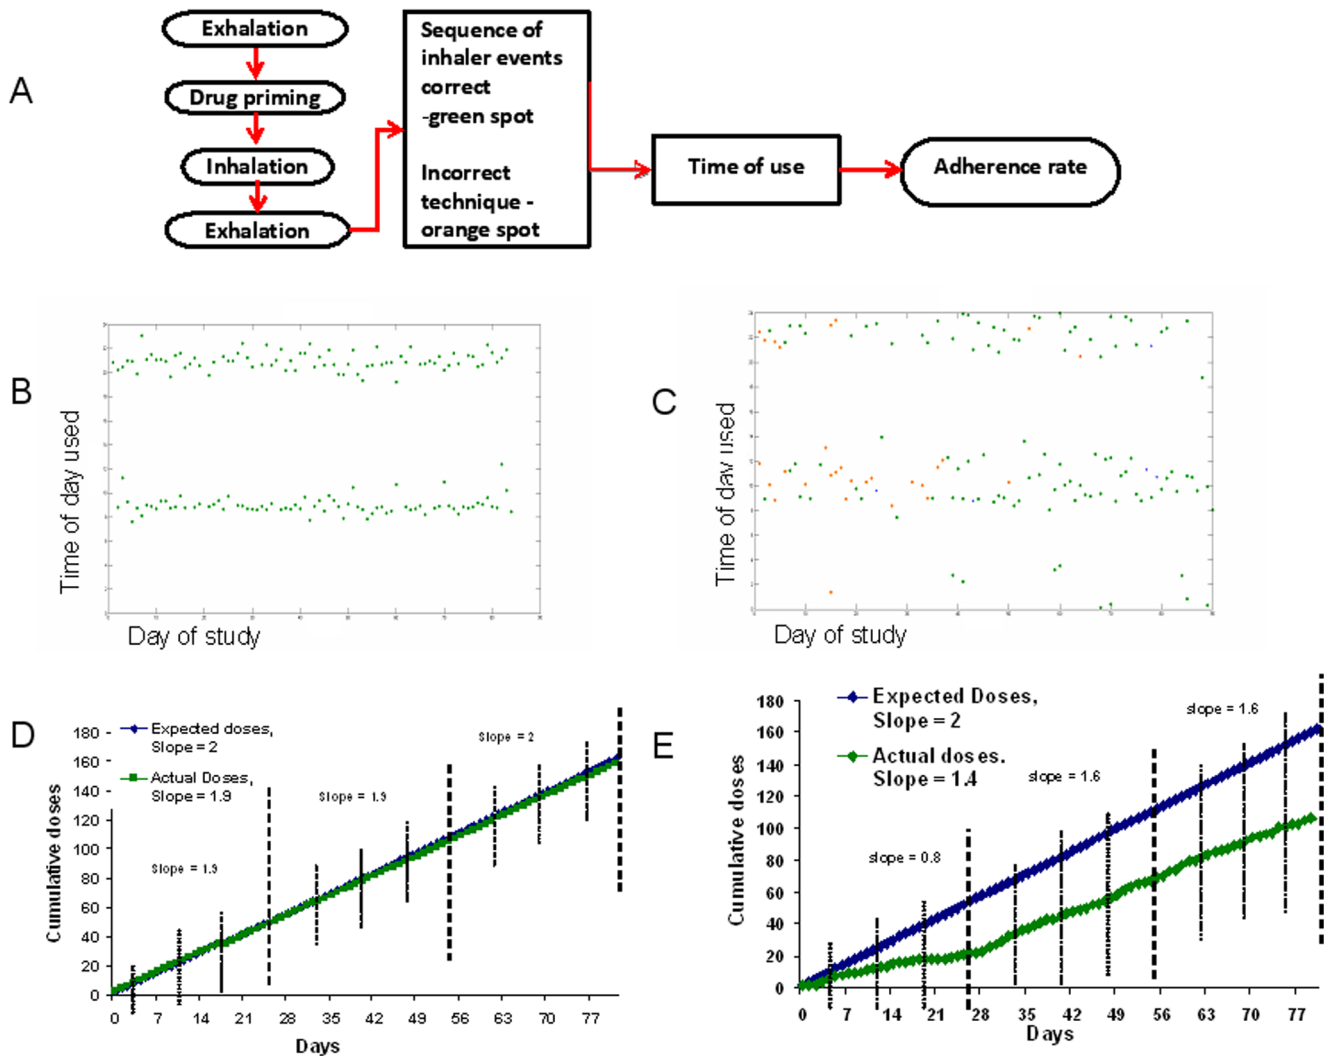 A
Exhalation
Drug priming
Inhalation
Exhalation
Sequence of
inhaler events
correct
-green spot
Incorrect
technique -
orange spot
Time of use
Adherence rate
B
Time of day used
Day of study
C
Time of day used
Day of study
D
Expected doses,
Slope = 2
Actual Doses,
Slope = 1.9
Slope = 1.9
Slope = 1.9
Slope = 2
Cumulative doses
180
160
140
120
100
80
60
40
20
0
0 7 14 21 28 35 42 49 56 63 70 77
Days
E
Expected Doses,
Slope = 2
Actual doses.
Slope = 1.4
slope = 0.8
slope = 1.6
slope = 1.6
Cumulative doses
180
160
140
120
100
80
60
40
20
0
0 7 14 21 28 35 42 49 56 63 70 77
Days